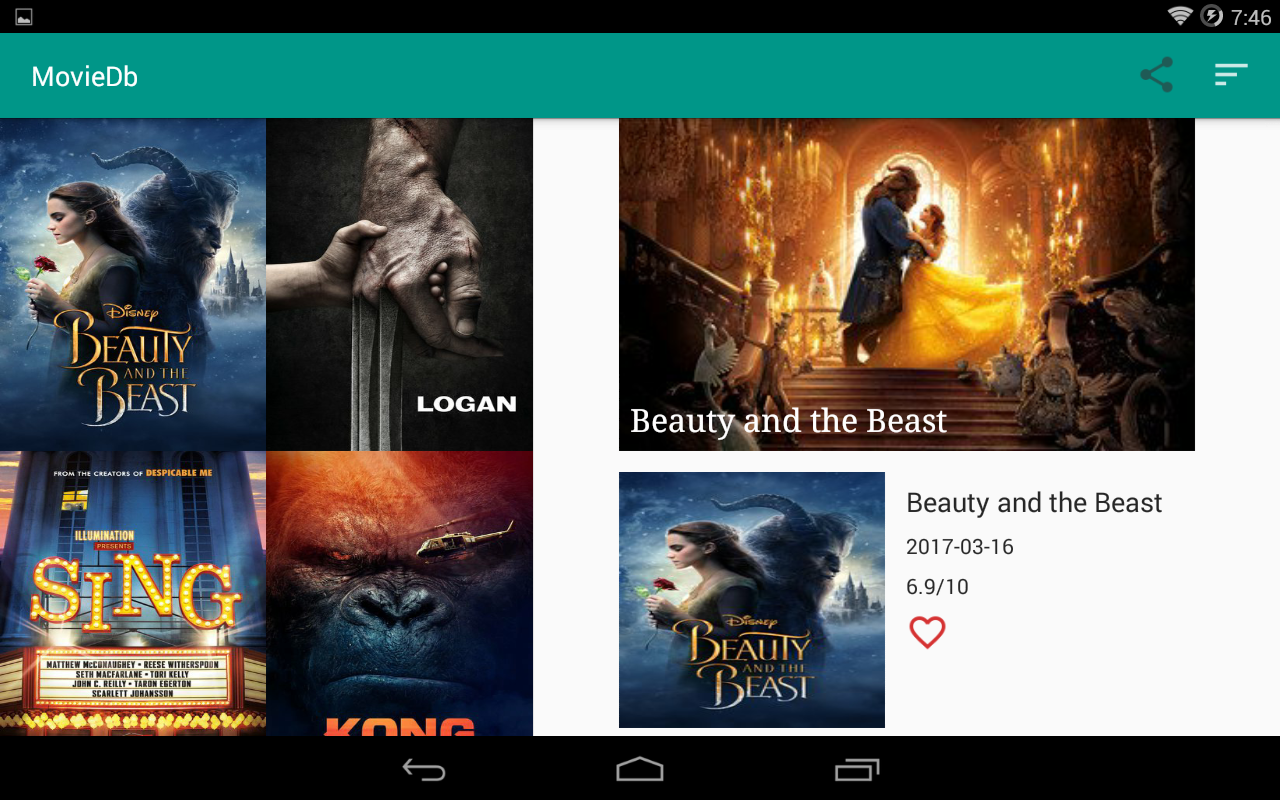 7:46
MovieDb
DISNEY
BEAUTY
AND THE
BEAST
LOGAN
FROM THE CREATORS OF DESPICABLE ME
ILLUMINATION
PRESENTS
SING
MATTHEW McCONAUGHEY • REESE WITHERSPOON
SETH MACFARLANE • TORI KELLY
JOHN C. REILLY • TARON EGERTON
SCARLETT JOHANSSON
KONG
Beauty and the Beast
DISNEY
BEAUTY
AND THE
BEAST
Beauty and the Beast
2017-03-16
6.9/10